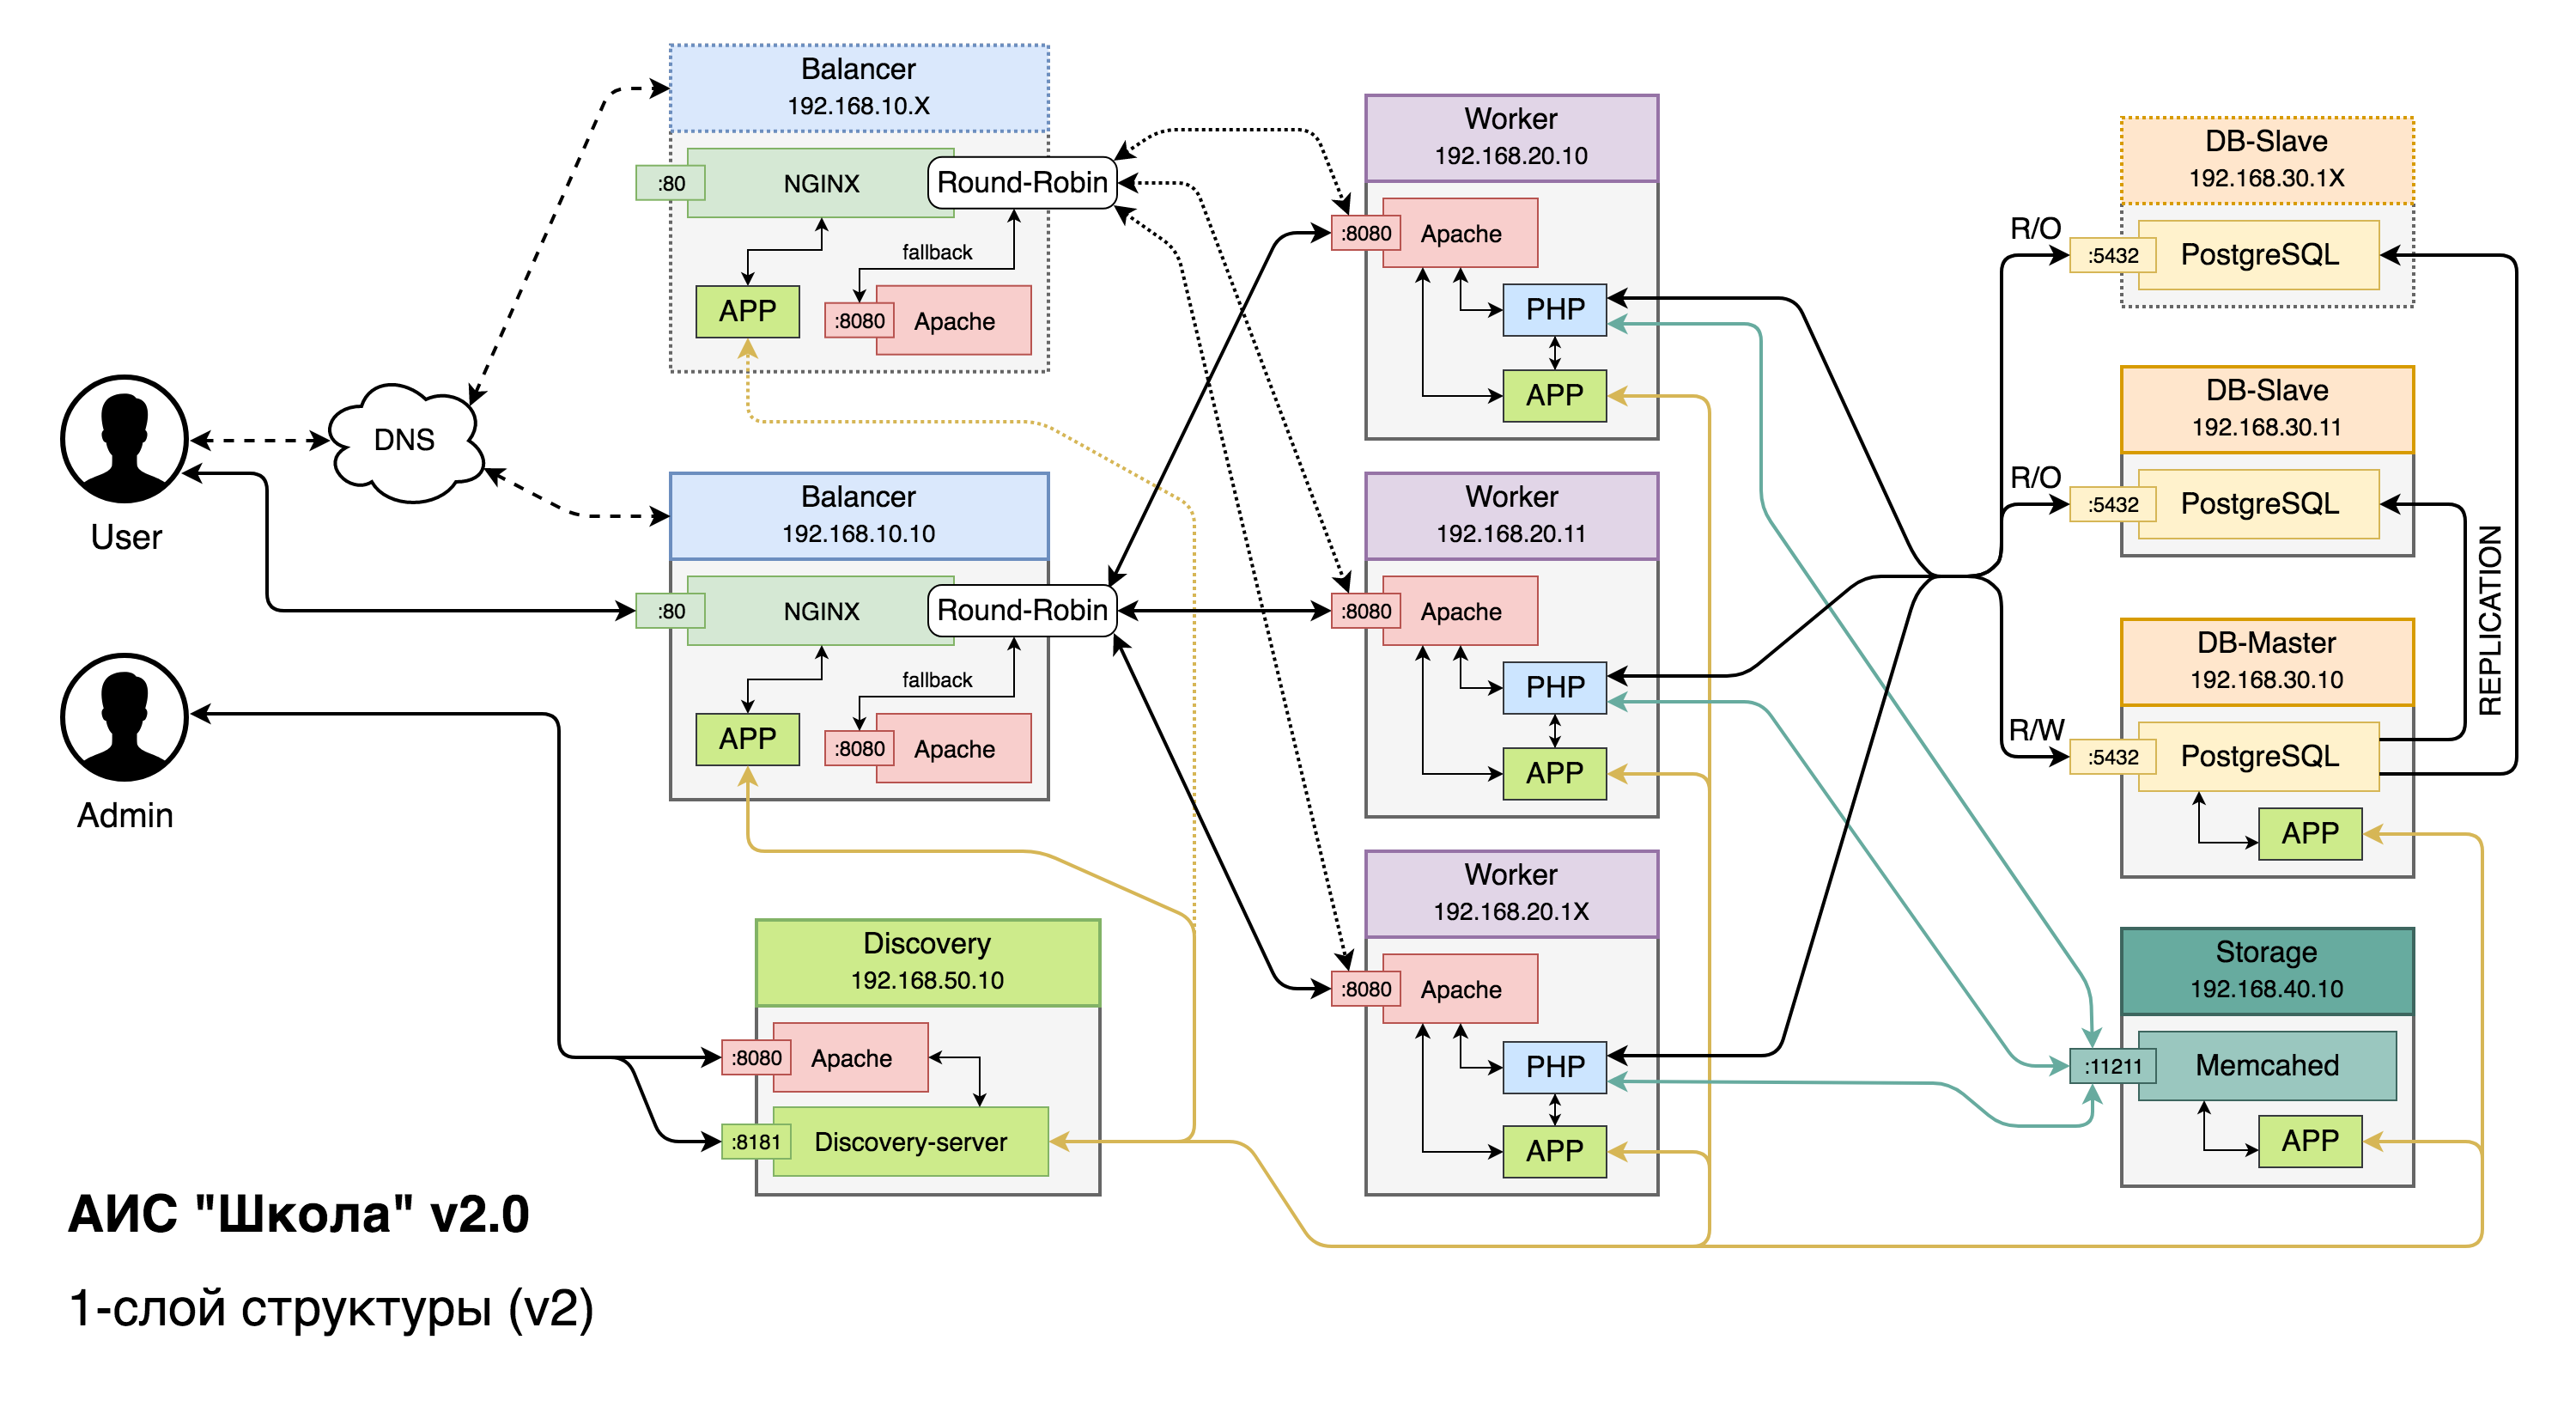 Balancer
192.168.10.X
:80
NGINX
Round-Robin
fallback
APP
:8080
Apache
User
DNS
Balancer
192.168.10.10
:80
NGINX
Round-Robin
fallback
APP
:8080
Apache
Admin
Discovery
192.168.50.10
:8080
Apache
:8181
Discovery-server
Worker
192.168.20.10
:8080
Apache
PHP
APP
Worker
192.168.20.11
:8080
Apache
PHP
APP
Worker
192.168.20.1X
:8080
Apache
PHP
APP
DB-Slave
192.168.30.1X
R/O
:5432
PostgreSQL
DB-Slave
192.168.30.11
R/O
:5432
PostgreSQL
REPLICATION
DB-Master
192.168.30.10
R/W
:5432
PostgreSQL
APP
Storage
192.168.40.10
:11211
Memcahed
APP
АИС "Школа" v2.0
1-слой структуры (v2)